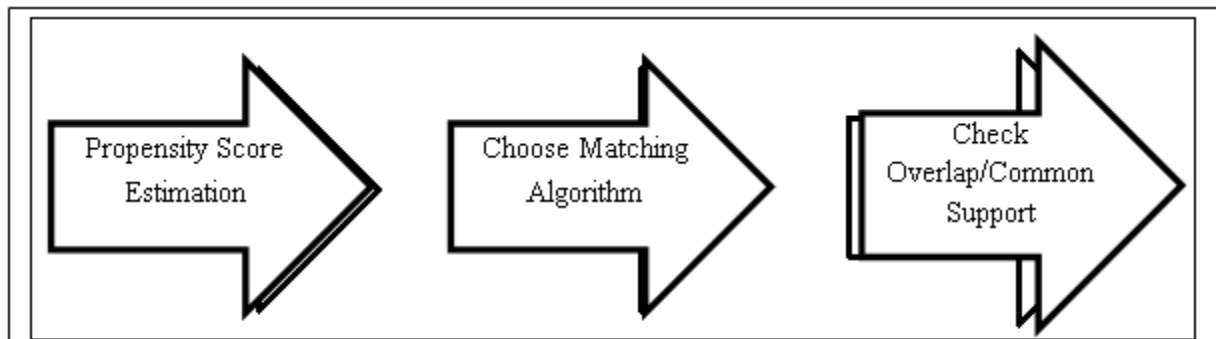 Propensity Score
Estimation
Choose Matching
Algorithm
Check
Overlap/Common
Support